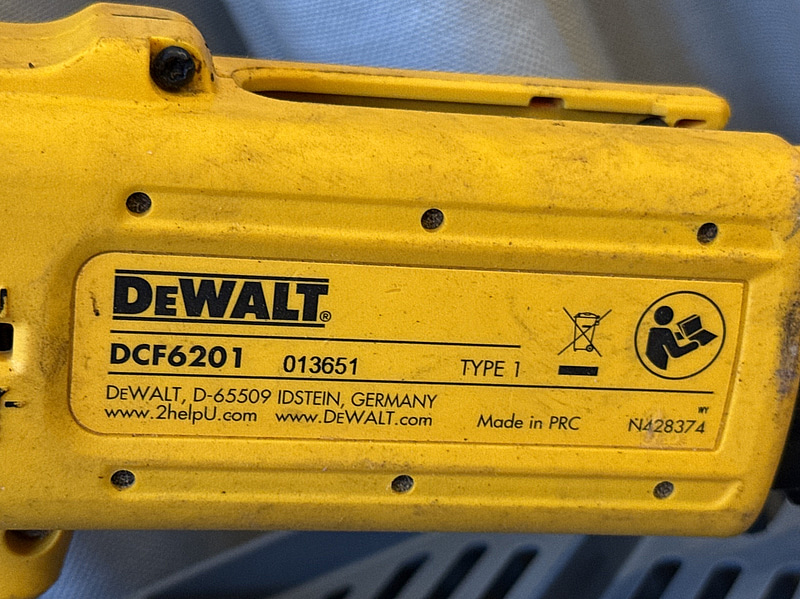 DEWALT®
DCF6201 013651 TYPE 1
DEWALT, D-65509 IDSTEIN, GERMANY
www.2helpU.com www.DEWALT.com Made in PRC N428374
WY